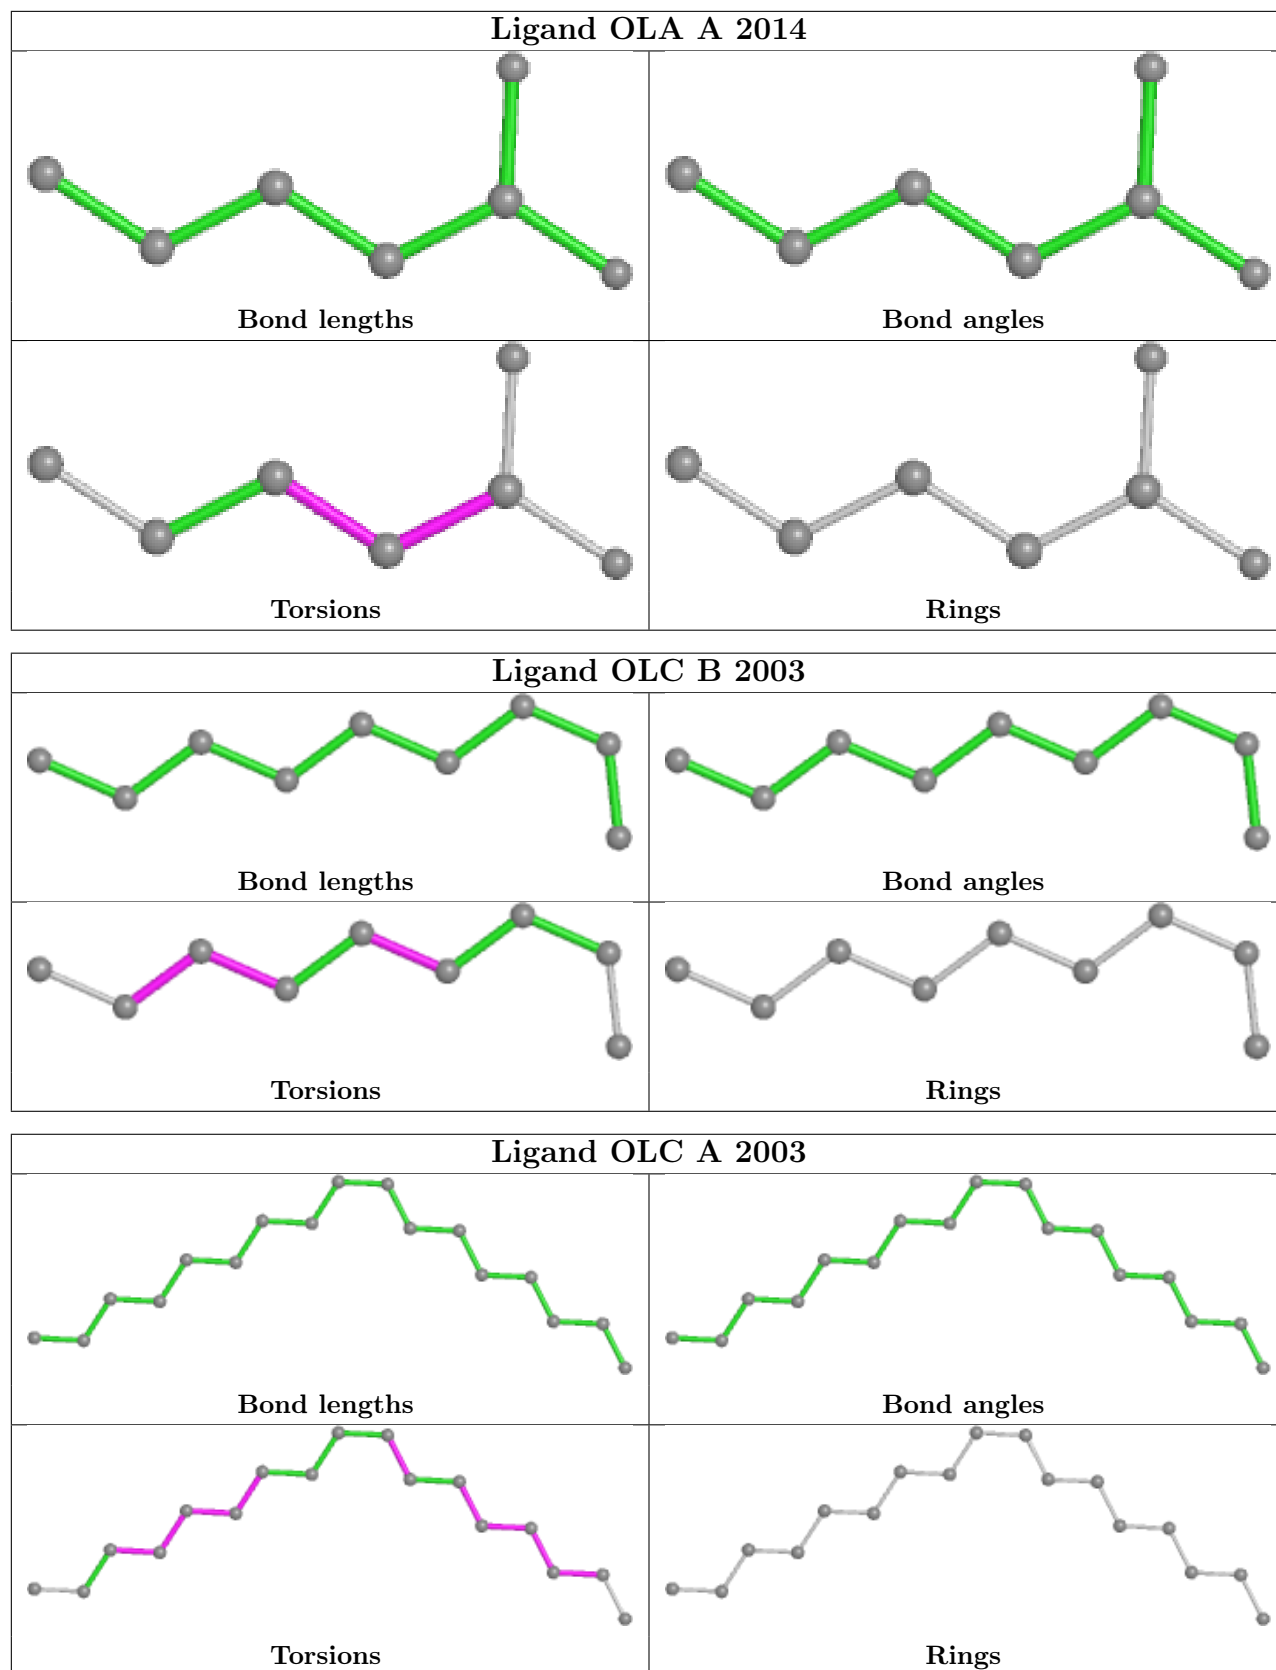 Ligand OLA A 2014
Bond lengths
Bond angles
Torsions
Rings
Ligand OLC B 2003
Bond lengths
Bond angles
Torsions
Rings
Ligand OLC A 2003
Bond lengths
Bond angles
Torsions
Rings